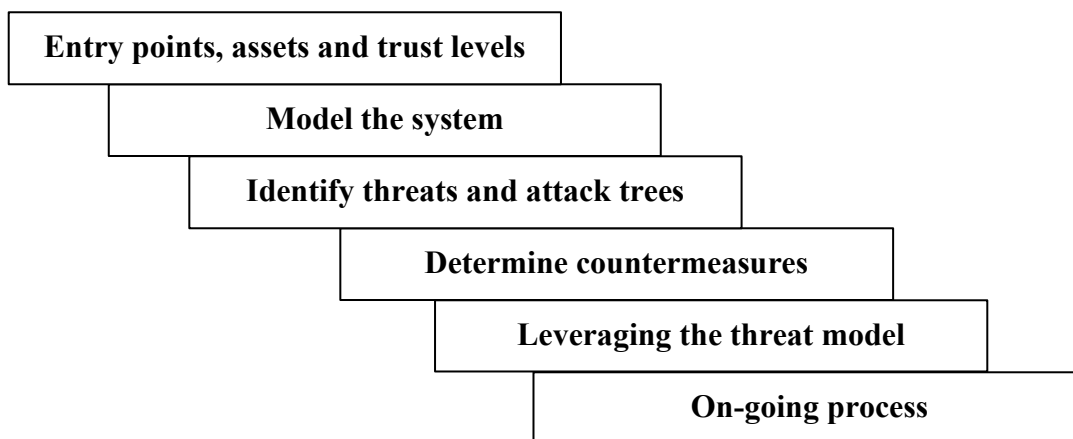 Entry points, assets and trust levels
Model the system
Identify threats and attack trees
Determine countermeasures
Leveraging the threat model
On-going process